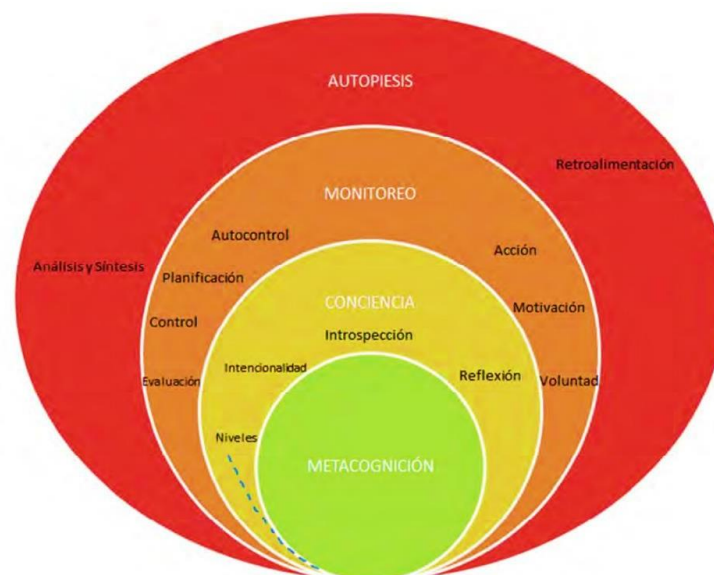 AUTOPIESIS
Retroalimentación
MONITOREO
Autocontrol
Acción
Análisis y Síntesis
Planificación
CONCIENCIA
Motivación
Control
Introspección
Intencionalidad
Reflexión
Evaluación
Voluntad
Niveles
METACOGNICIÓN